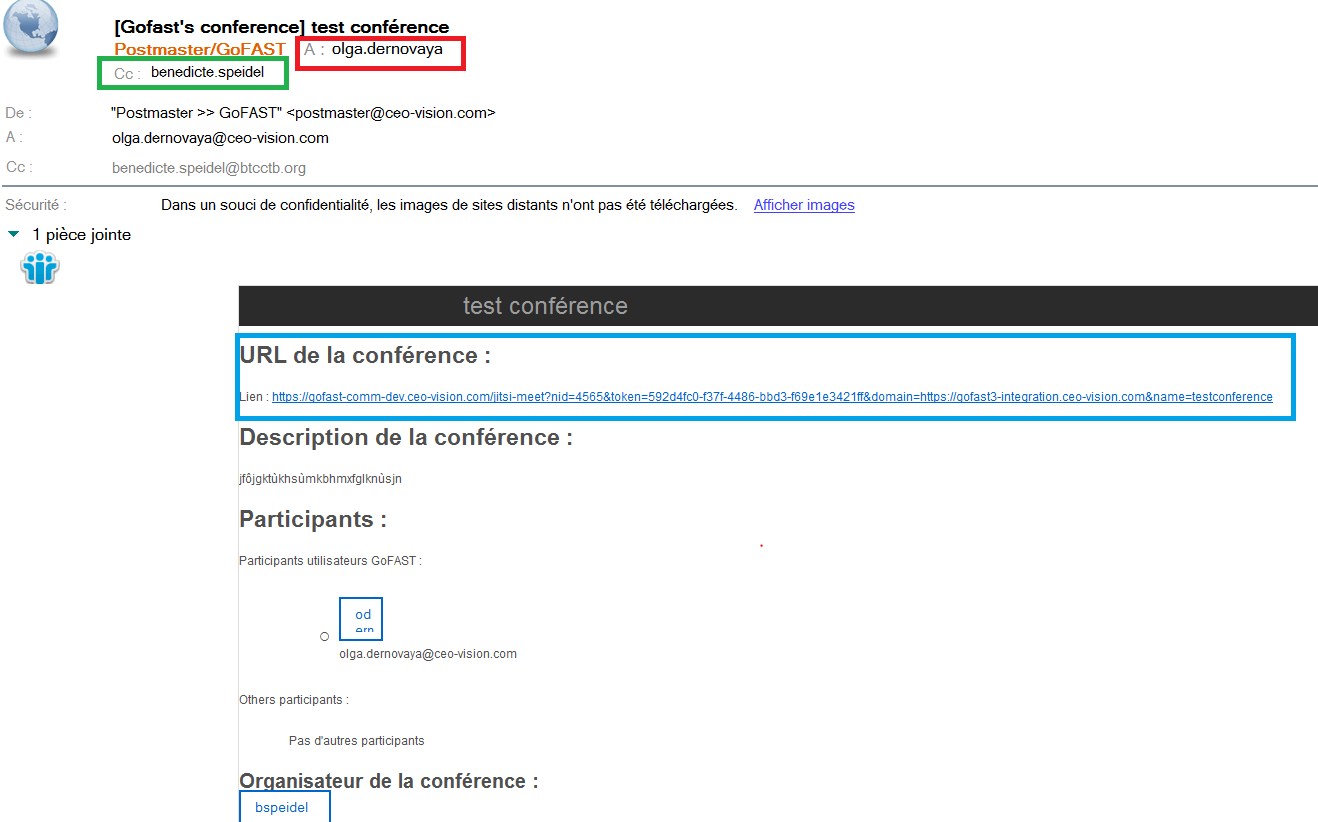 [Gofast's conference] test conférence
Postmaster/GoFAST A : olga.dernovaya
Cc : benedicte.speidel
De : "Postmaster >> GoFAST" <postmaster@ceo-vision.com>
A : olga.dernovaya@ceo-vision.com
Cc : benedicte.speidel@btcctb.org
Sécurité : Dans un souci de confidentialité, les images de sites distants n'ont pas été téléchargées. Afficher images
1 pièce jointe
test conférence
URL de la conférence :
Lien : https://gofast-comm-dev.ceo-vision.com/jitsi-meet?nid=4565&token=592d4fc0-f37f-4486-bbd3-f69e1e3421ff&domain=https://gofast3-integration.ceo-vision.com&name=testconference
Description de la conférence :
jfôjgktùkhsùmkbhmxfglknùsjn
Participants :
Participants utilisateurs GoFAST :
od
ern
olga.dernovaya@ceo-vision.com
Others participants :
Pas d'autres participants
Organisateur de la conférence :
bspeidel